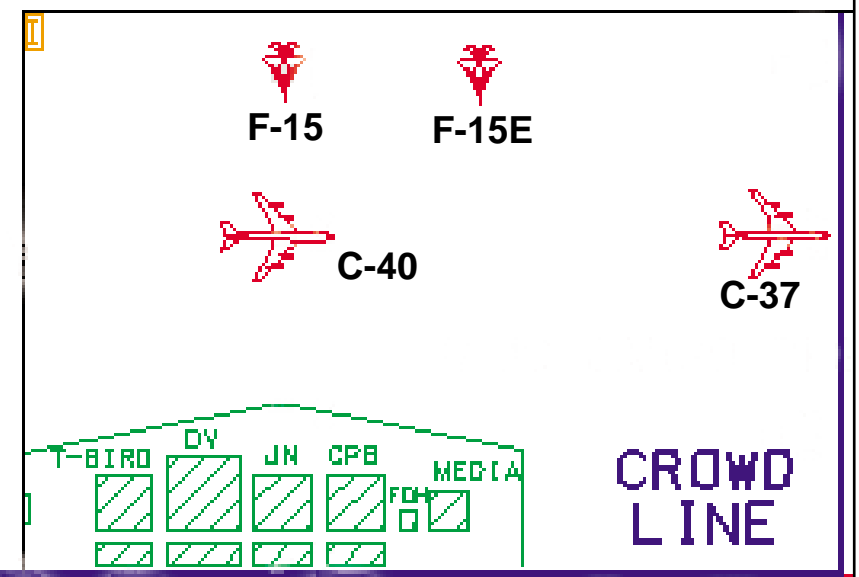 I
F-15
F-15E
C-40
C-37
T-BIRD
DV
JN
CPB
MEDIA
FDH
CROWD
LINE